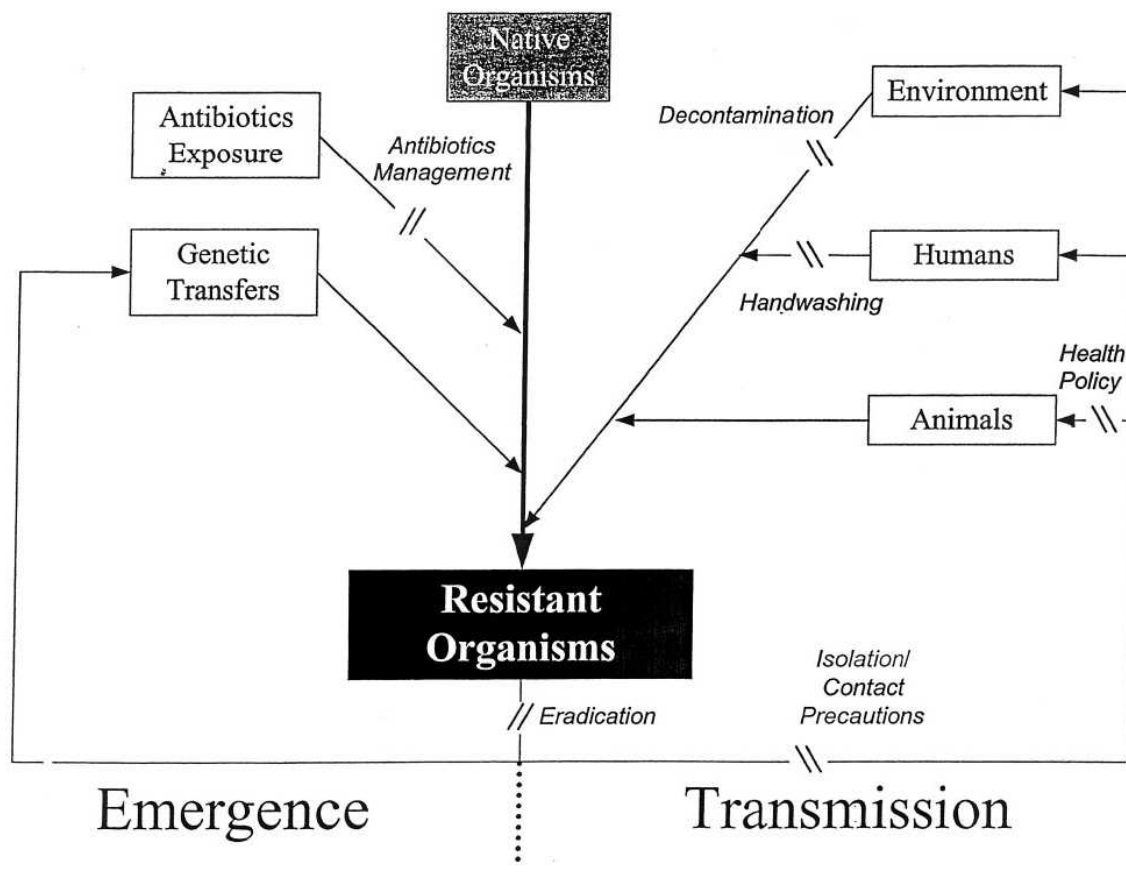 Native
Organisms
Antibiotics
Exposure
Antibiotics
Management
Decontamination
Environment
Genetic
Transfers
Humans
Handwashing
Health
Policy
Animals
Resistant
Organisms
Eradication
Isolation/
Contact
Precautions
Emergence
Transmission